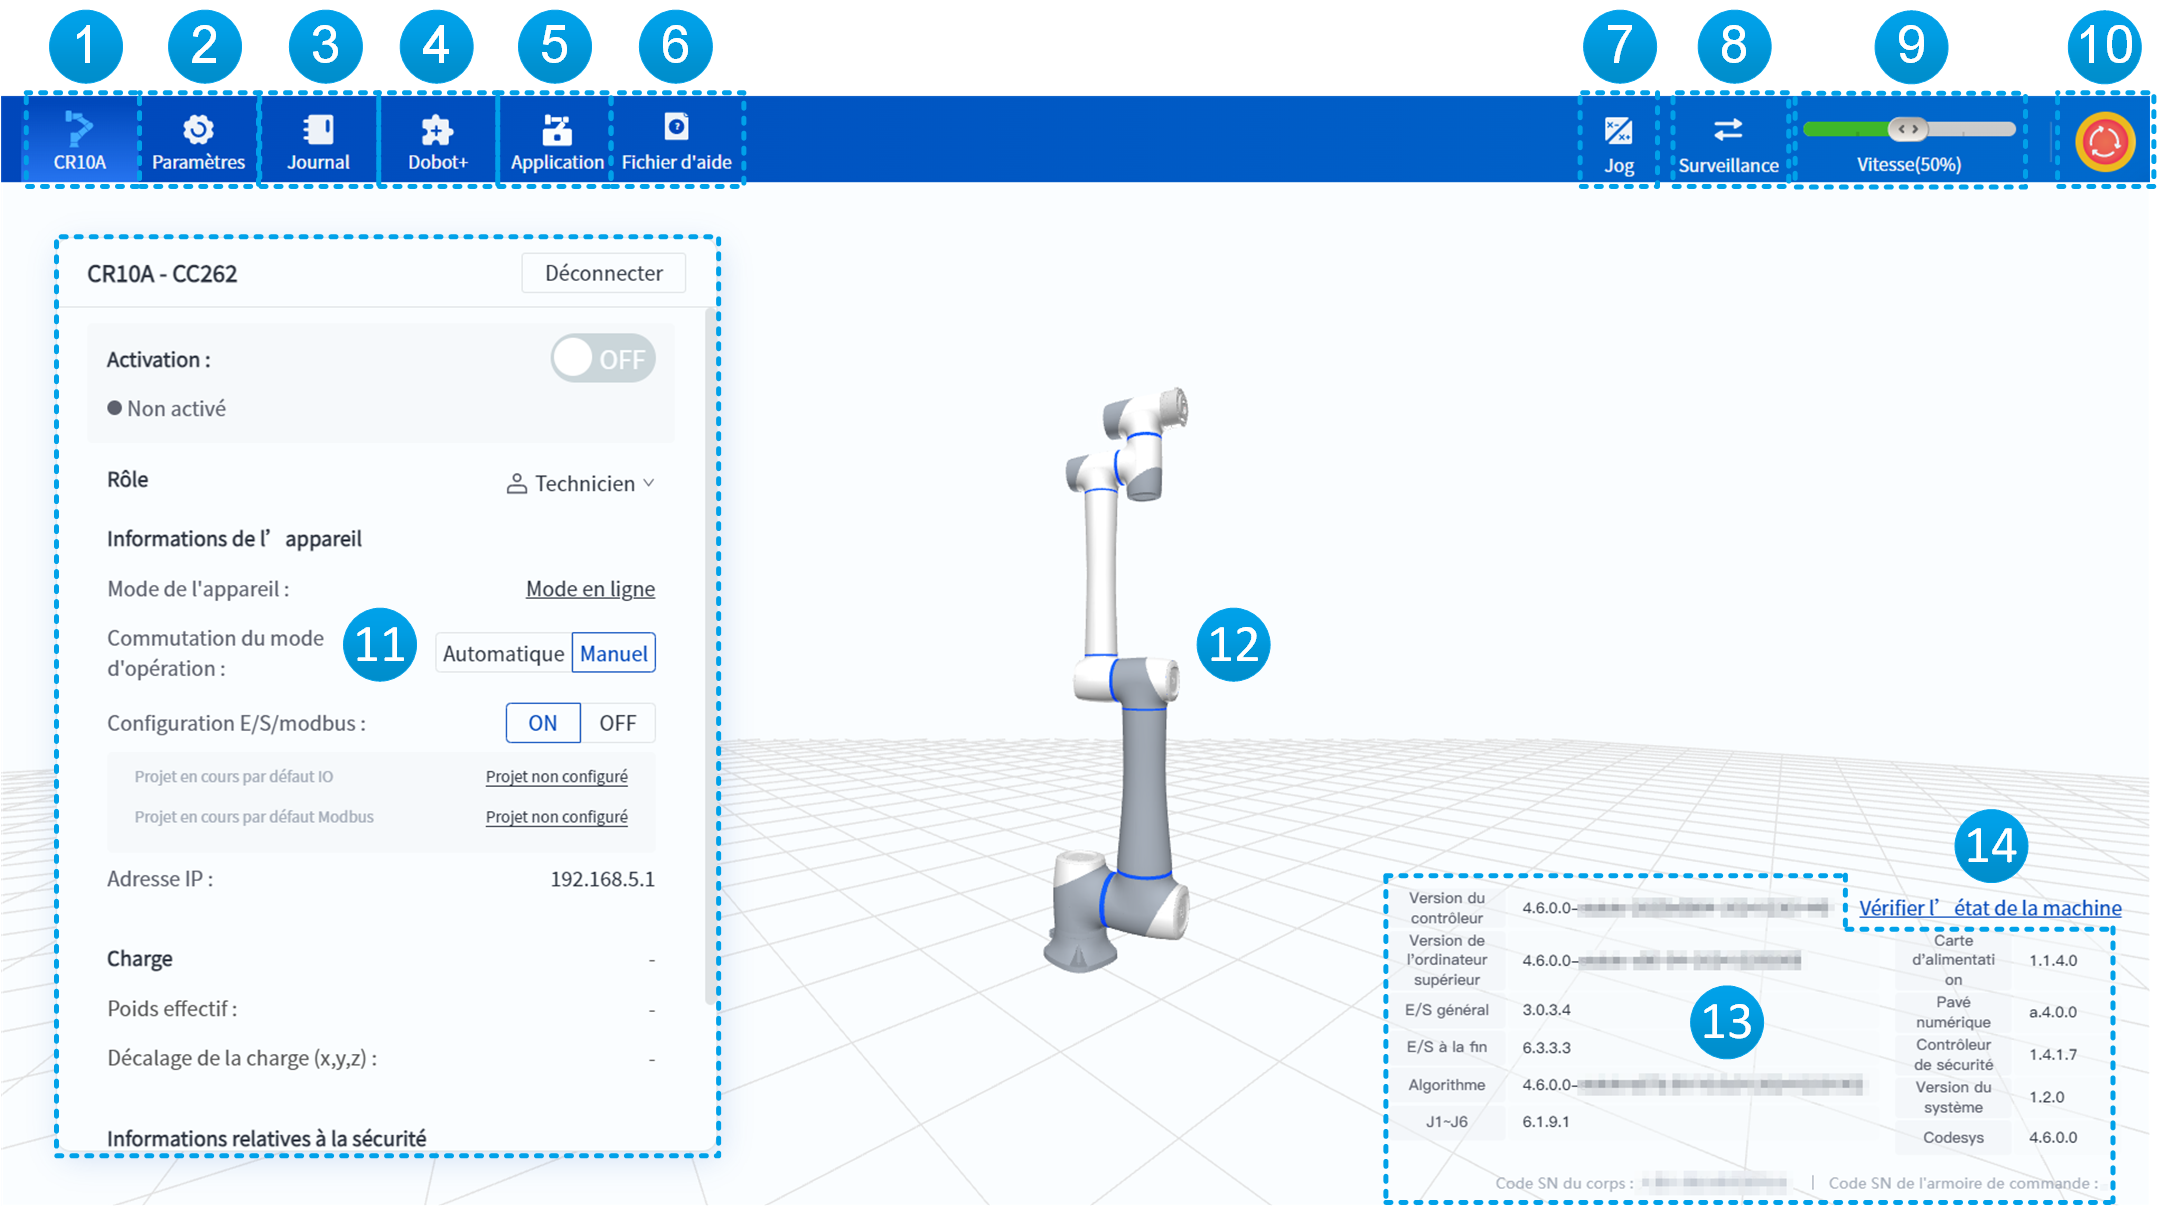 1 2 3 4 5 6 7 8 9 10
CR10A Paramètres Journal Dobot+ Application Fichier d'aide Jog Surveillance Vitesse(50%)
CR10A - CC262 Déconnecter
Activation : OFF
Non activé
Rôle Technicien
Informations de l’ appareil
Mode de l'appareil : Mode en ligne
Commutation du mode
d'opération :
11
Automatique Manuel
Configuration E/S/modbus : ON OFF
Projet en cours par défaut IO Projet non configuré
Projet en cours par défaut Modbus Projet non configuré
Adresse IP : 192.168.5.1
Charge -
Poids effectif : -
Décalage de la charge (x,y,z) : -
Informations relatives à la sécurité
12
14
Vérifier l’ état de la machine
13
Version du
contrôleur
4.6.0.0-
Version de
l'ordinateur
supérieur
4.6.0.0-
E/S général 3.0.3.4
E/S à la fin 6.3.3.3
Algorithme 4.6.0.0-
J1~J6 6.1.9.1
Carte
d'alimentati
on
1.1.4.0
Pavé
numérique
a.4.0.0
Contrôleur
de sécurité
1.4.1.7
Version du
système
1.2.0
Codesys 4.6.0.0
Code SN du corps : | Code SN de l'armoire de commande :